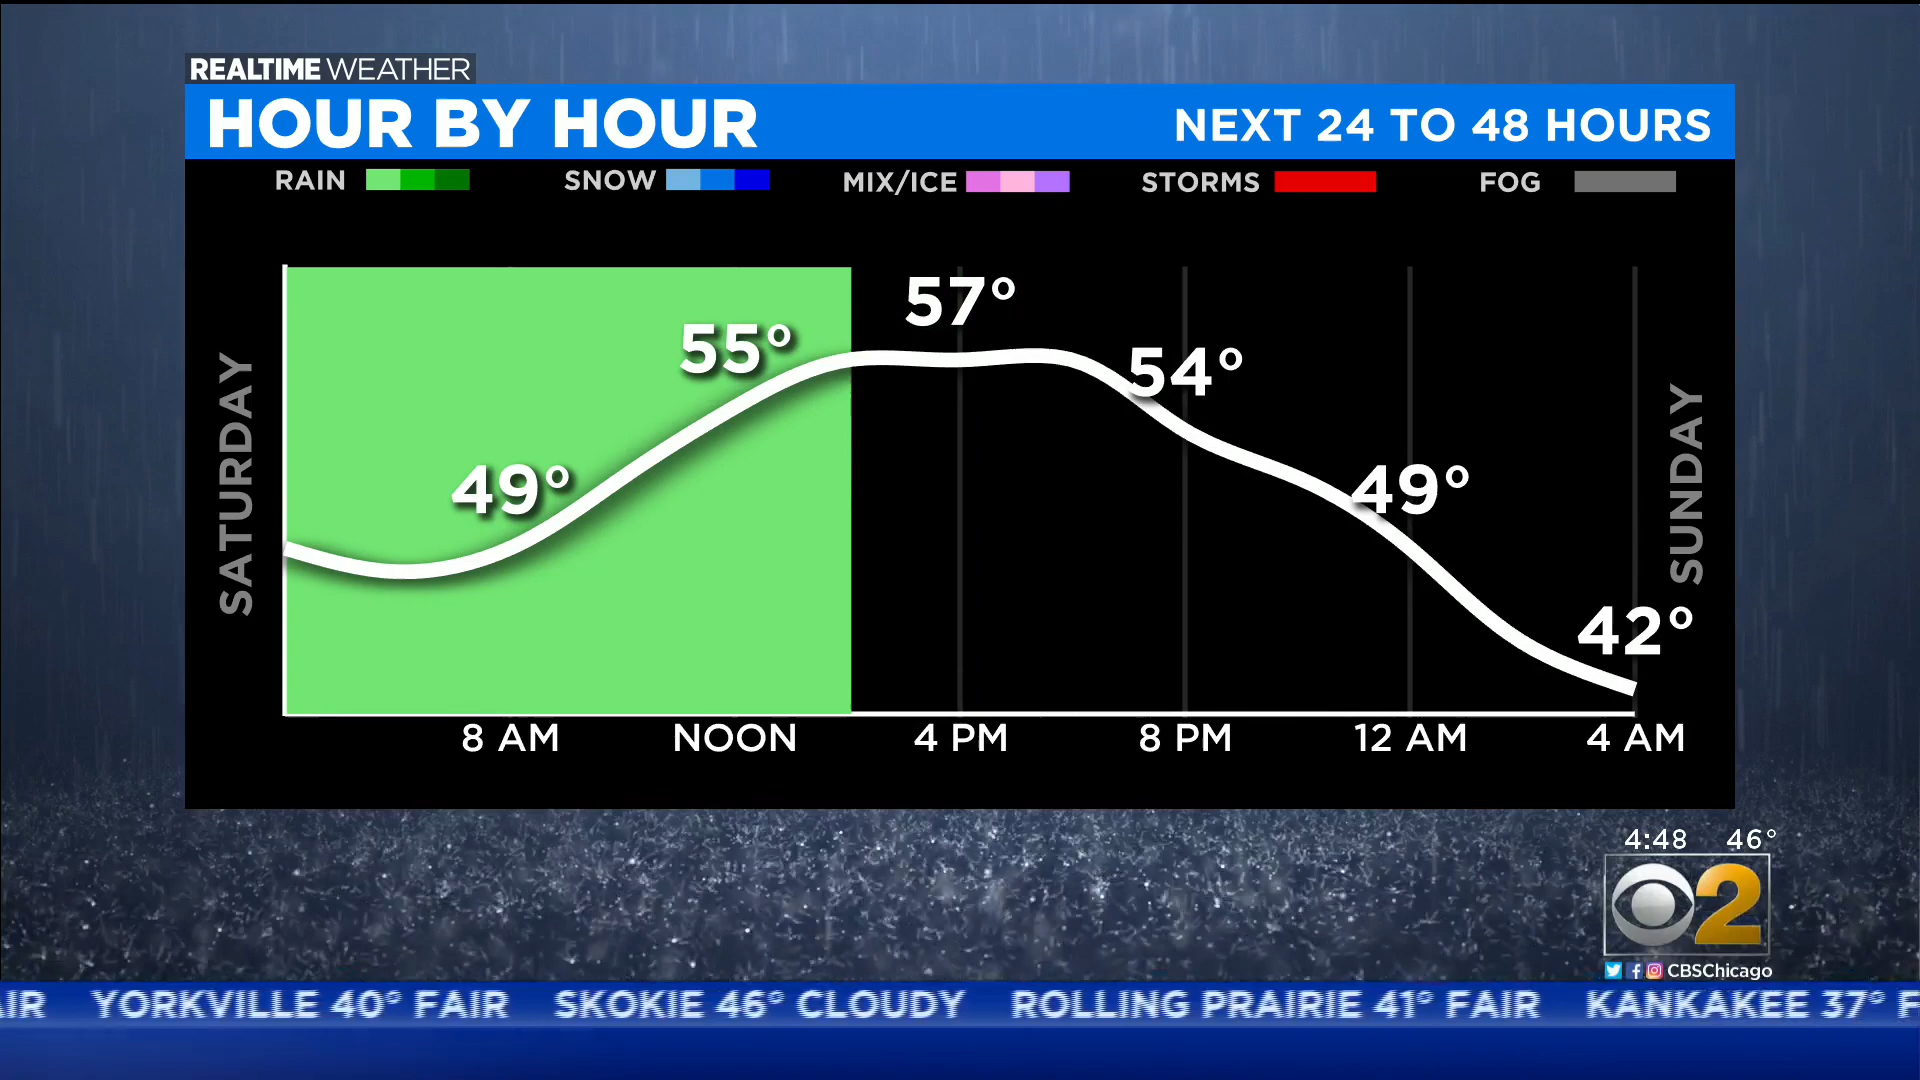 REALTIME WEATHER
HOUR BY HOUR
NEXT 24 TO 48 HOURS
RAIN SNOW MIX/ICE STORMS FOG
SATURDAY
49° 55° 57° 54° 49° 42°
SUNDAY
8 AM NOON 4 PM 8 PM 12 AM 4 AM
4:48 46°
2
CBSChicago
AIR YORKVILLE 40° FAIR SKOKIE 46° CLOUDY ROLLING PRAIRIE 41° FAIR KANKAKEE 37° F